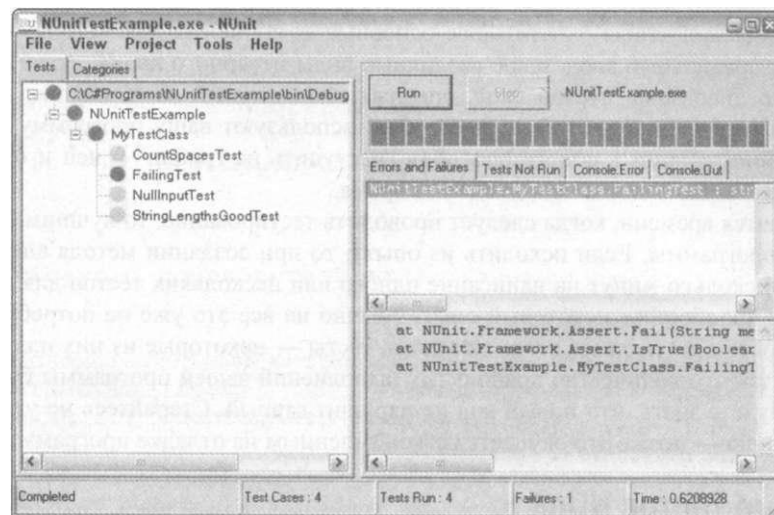 NUnitTestExample.exe - NUnit
File View Project Tools Help
Tests Categories
C:\C#Programs\NUnitTestExample\bin\Debug
NUnitTestExample
MyTestClass
CountSpacesTest
FailingTest
NullInputTest
StringLengthsGoodTest
Run Stop NUnitTestExample.exe
Errors and Failures Tests Not Run Console.Error Console.Out
NUnitTestExample.MyTestClass.FailingTest : str
at NUnit.Framework.Assert.Fail(String me
at NUnit.Framework.Assert.IsTrue(Boolear
at NUnitTestExample.MyTestClass.FailingT
Completed Test Cases : 4 Tests Run : 4 Failures : 1 Time : 0.6208928